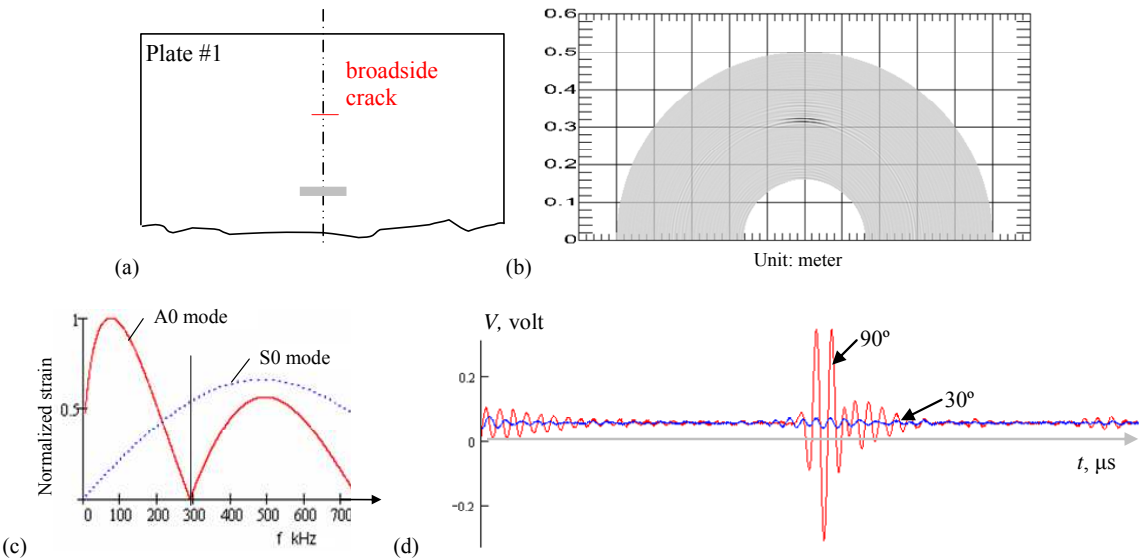 Plate #1
broadside
crack
(a)
0.6
0.5
0.4
0.3
0.2
0.1
0
Unit: meter
(b)
Normalized strain
1
0.5
A0 mode
S0 mode
0 100 200 300 400 500 600 700
f kHz
(c)
V, volt
0.2
0
-0.2
90º
30º
t, μs
(d)